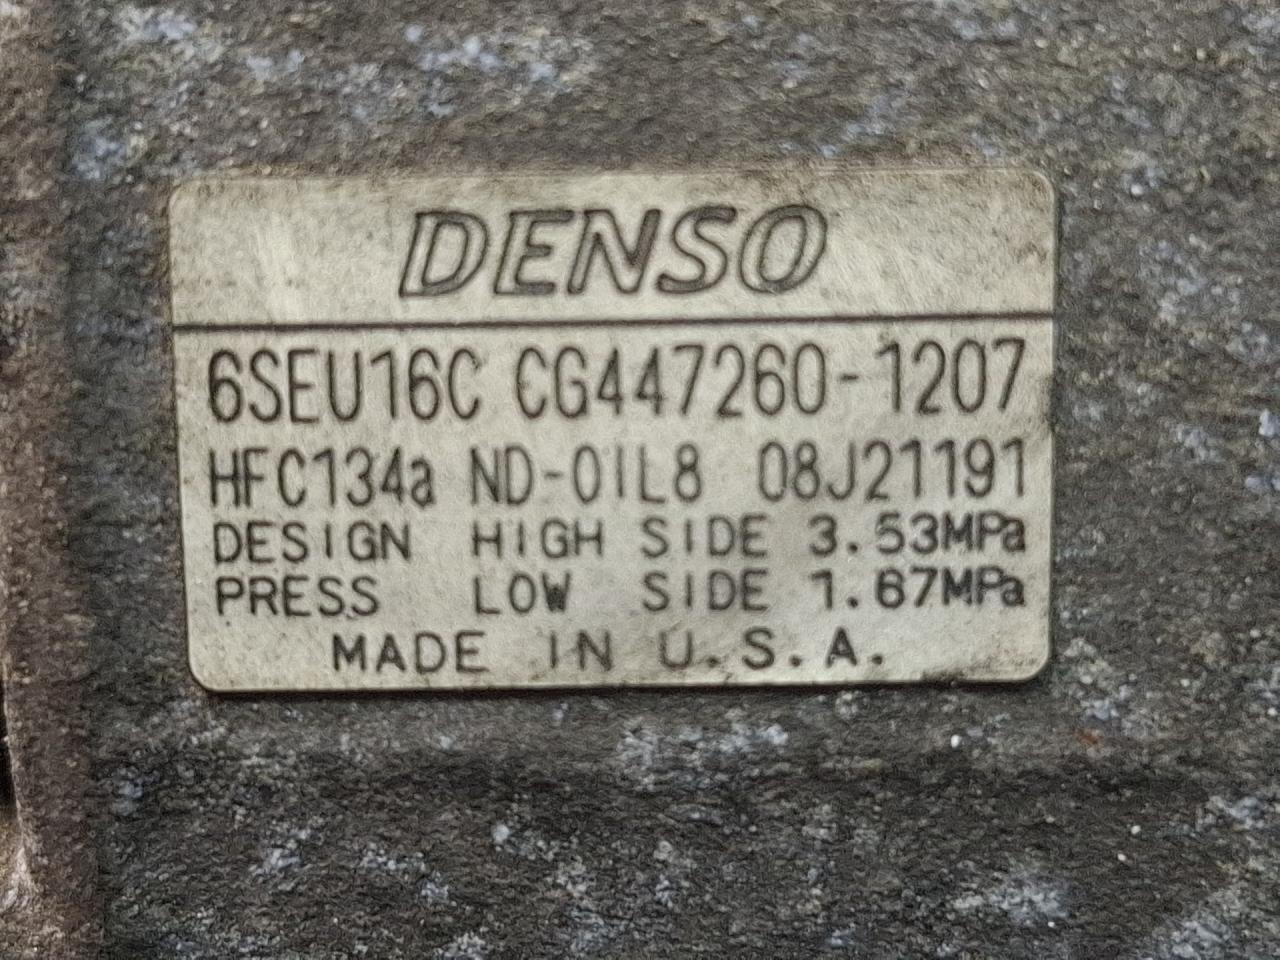 DENSO
6SEU16C CG447260-1207
HFC134a ND-OIL8 08J21191
DESIGN HIGH SIDE 3.53MPa
PRESS LOW SIDE 1.67MPa
MADE IN U.S.A.